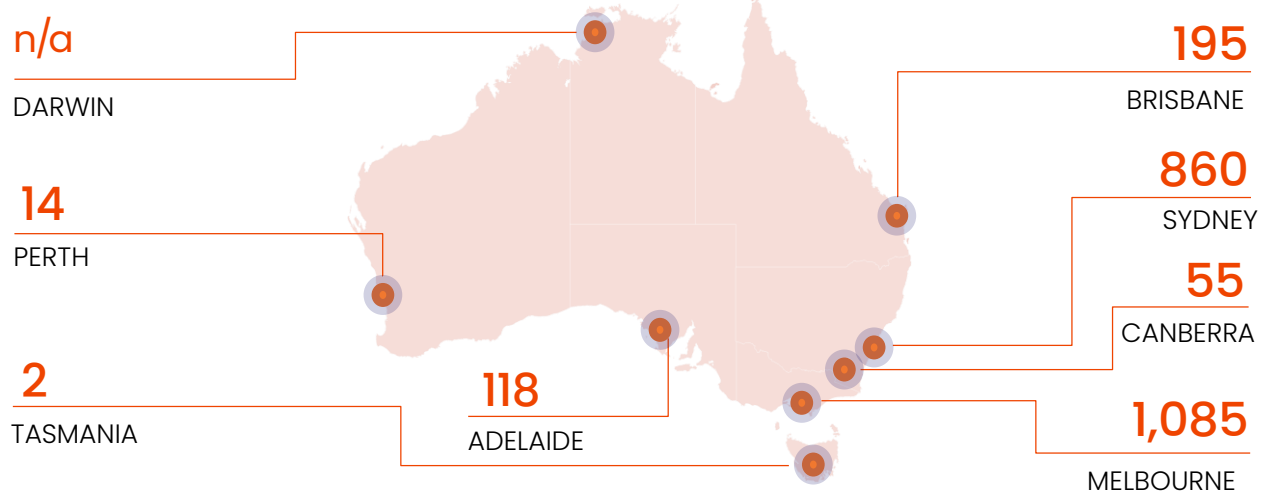 n/a
DARWIN
14
PERTH
2
TASMANIA
118
ADELAIDE
195
BRISBANE
860
SYDNEY
55
CANBERRA
1,085
MELBOURNE